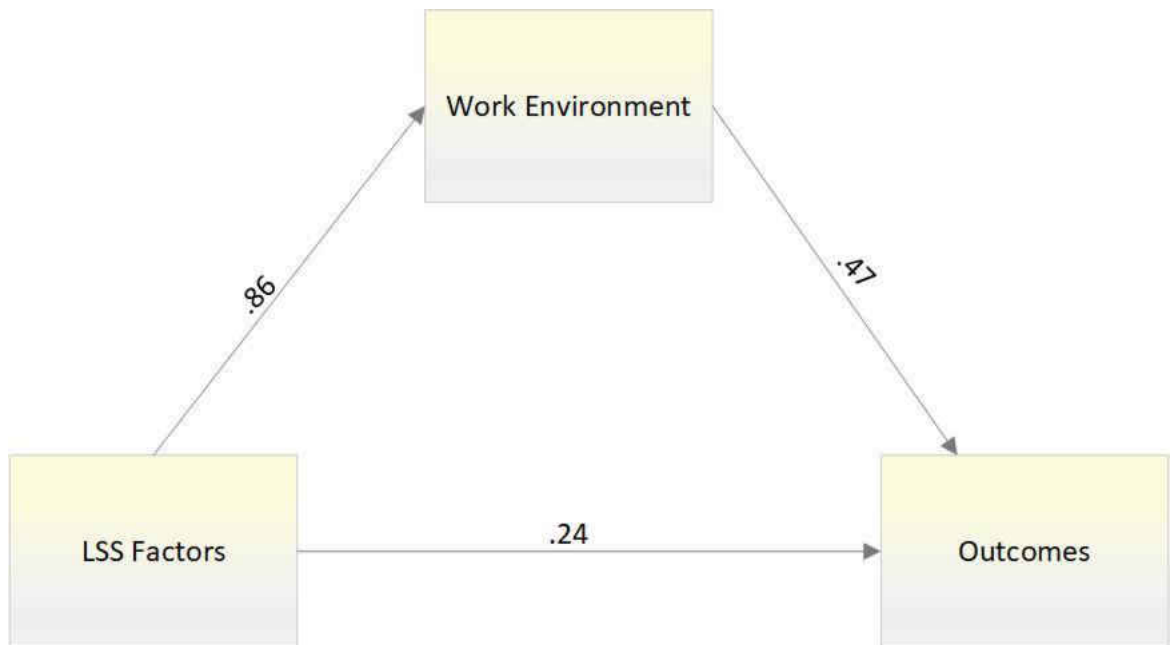 Work Environment
.86
.47
LSS Factors
.24
Outcomes